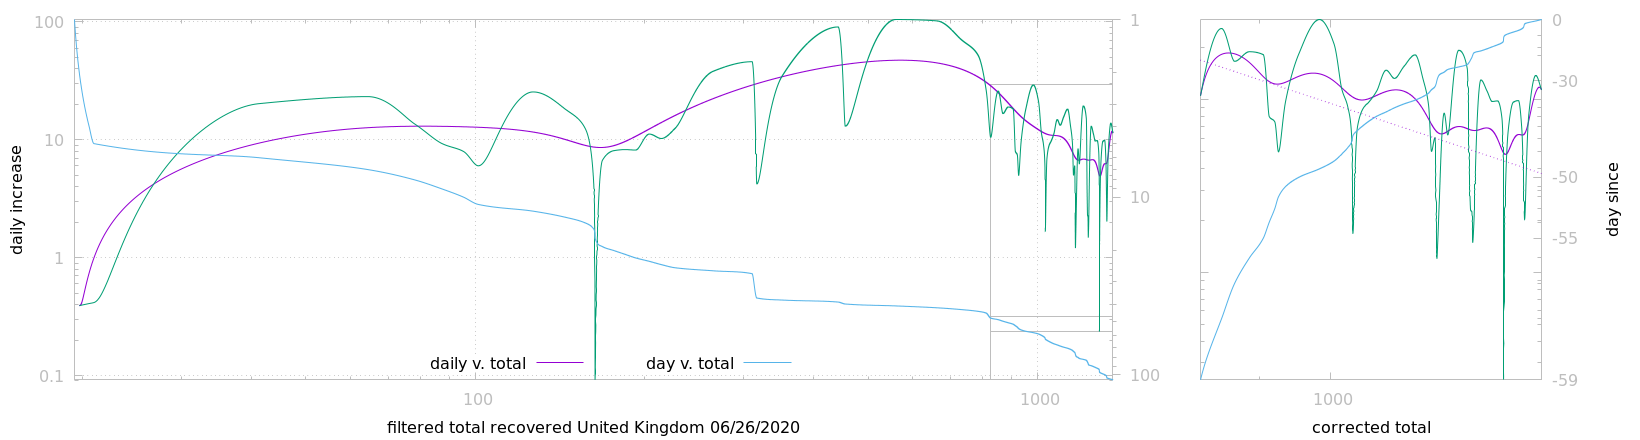 100
10
1
0.1
daily increase
daily v. total
day v. total
100
1000
filtered total recovered United Kingdom 06/26/2020
1
10
100
1000
corrected total
0
-30
-50
-55
-59
day since